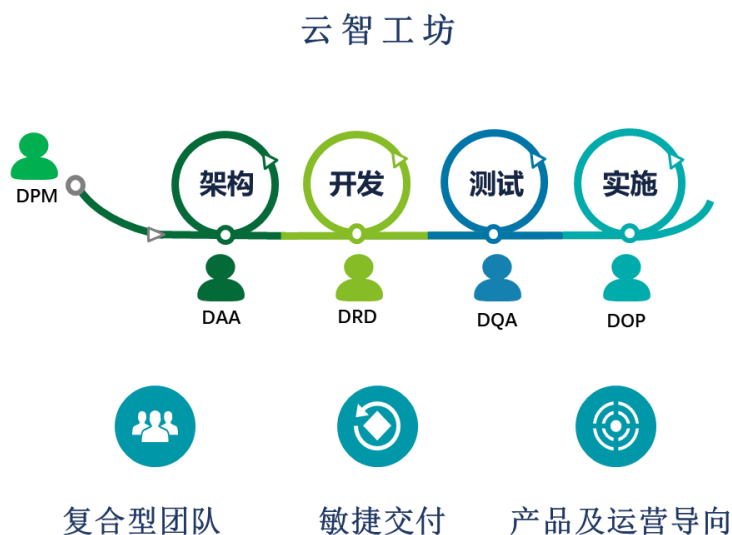 云智工坊
架构
开发
测试
实施
DPM
DAA
DRD
DQA
DOP
复合型团队
敏捷交付
产品及运营导向